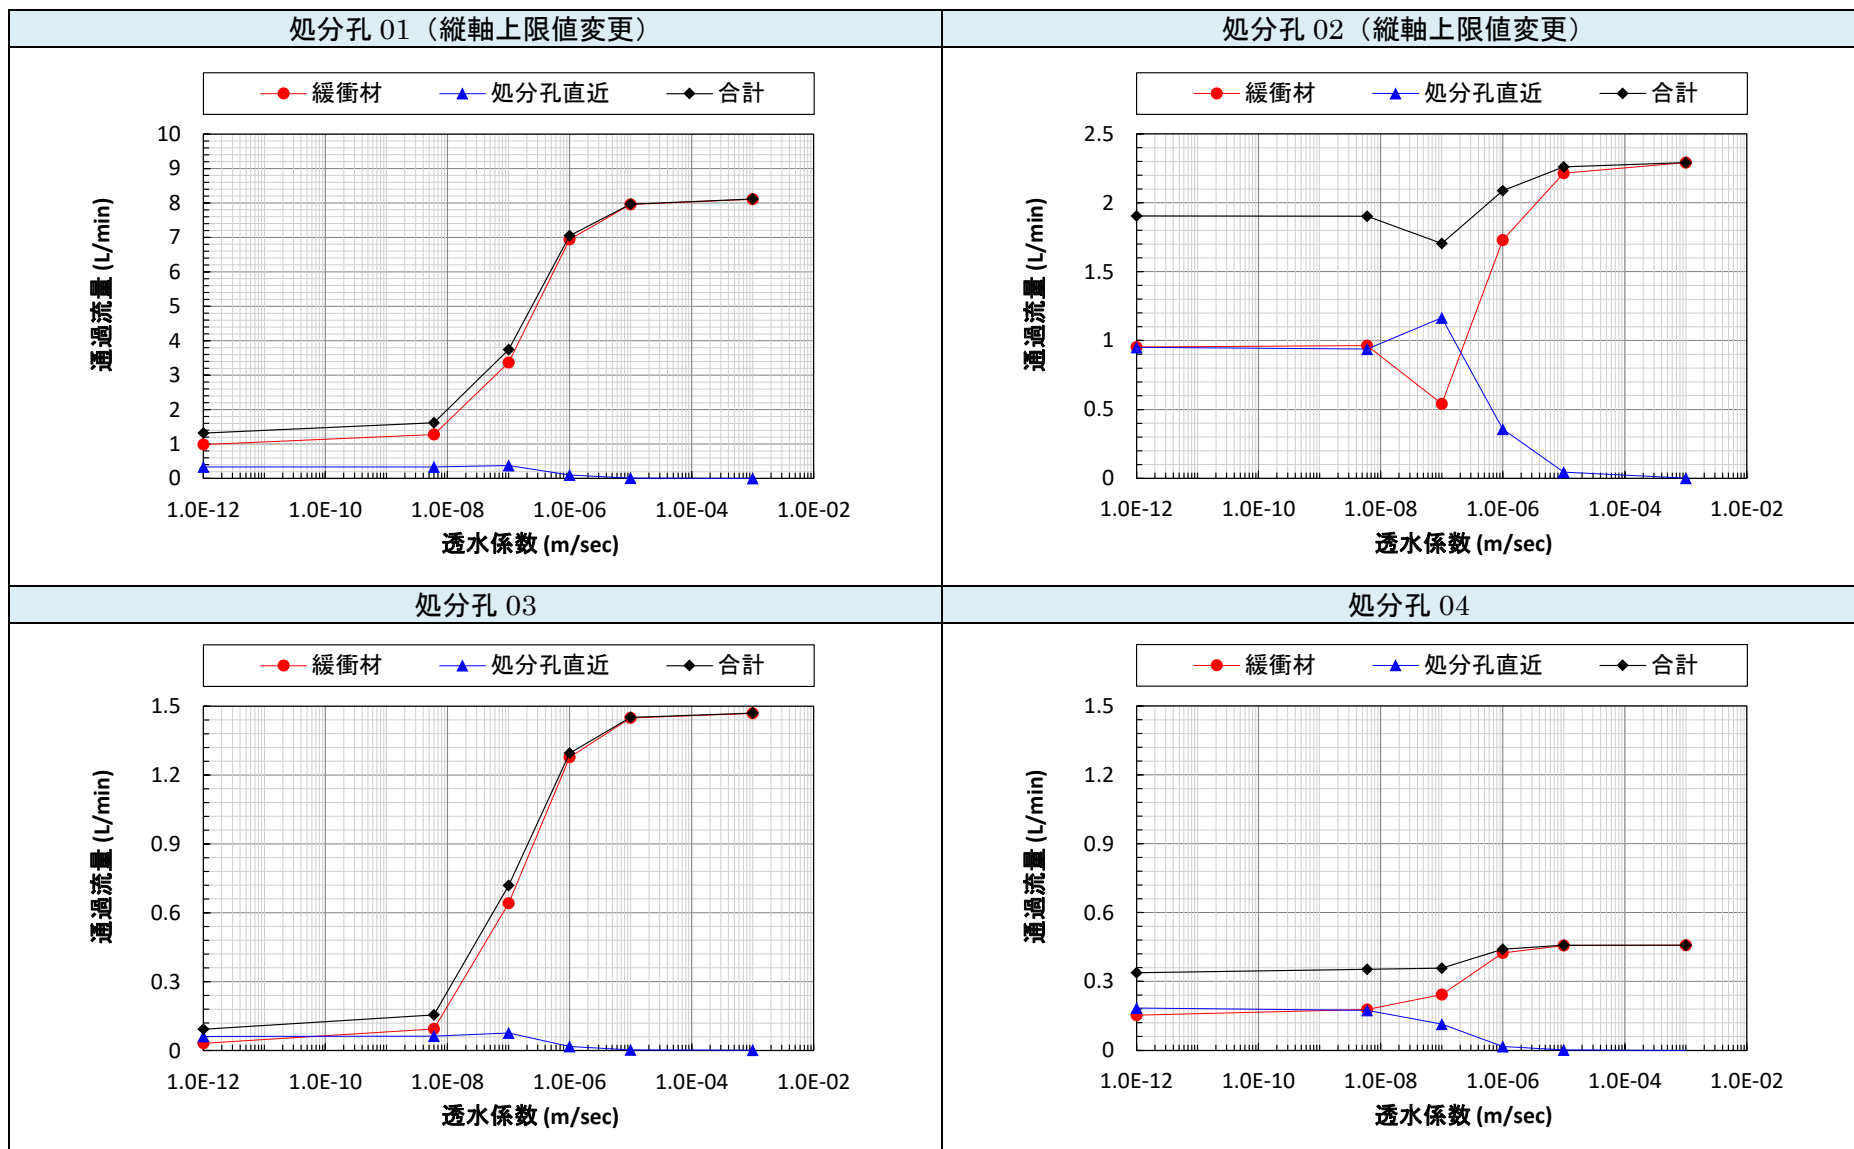 処分孔 01（縦軸上限値変更）
緩衝材 処分孔直近 合計
10
9
8
7
6
5
4
3
2
1
0
通過流量 (L/min)
1.0E-12 1.0E-10 1.0E-08 1.0E-06 1.0E-04 1.0E-02
透水係数 (m/sec)
処分孔 02（縦軸上限値変更）
緩衝材 処分孔直近 合計
2.5
2
1.5
1
0.5
0
通過流量 (L/min)
1.0E-12 1.0E-10 1.0E-08 1.0E-06 1.0E-04 1.0E-02
透水係数 (m/sec)
処分孔 03
緩衝材 処分孔直近 合計
1.5
1.2
0.9
0.6
0.3
0
通過流量 (L/min)
1.0E-12 1.0E-10 1.0E-08 1.0E-06 1.0E-04 1.0E-02
透水係数 (m/sec)
処分孔 04
緩衝材 処分孔直近 合計
1.5
1.2
0.9
0.6
0.3
0
通過流量 (L/min)
1.0E-12 1.0E-10 1.0E-08 1.0E-06 1.0E-04 1.0E-02
透水係数 (m/sec)